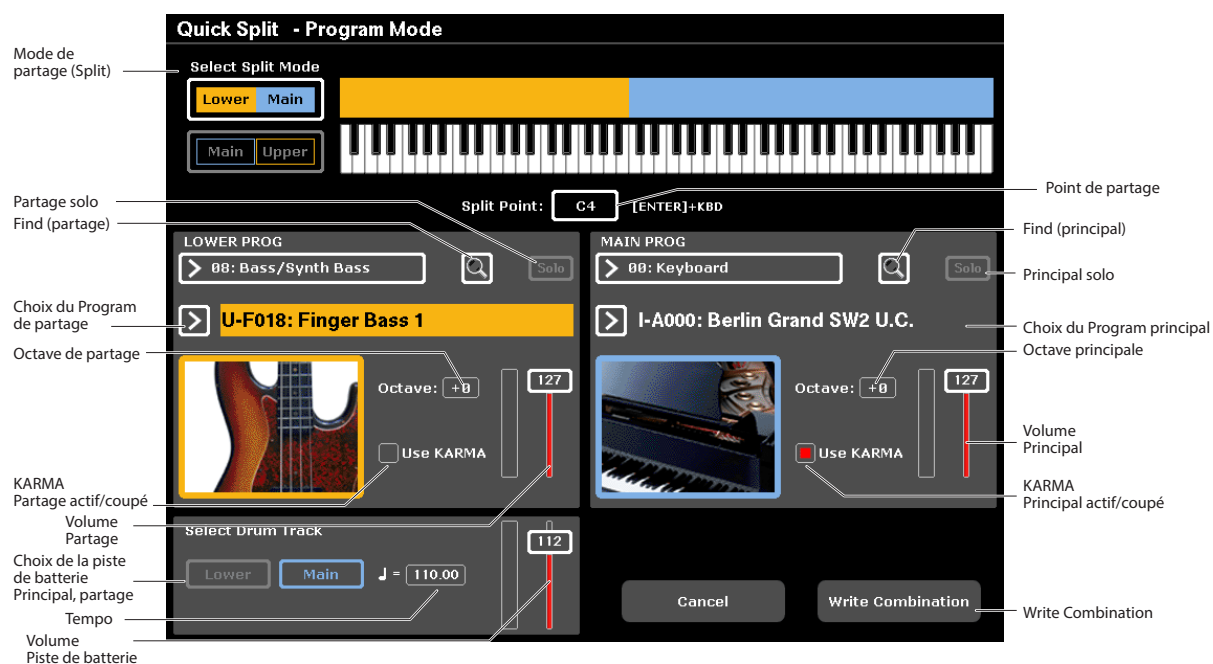 Quick Split - Program Mode
Mode de
partage (Split)
Select Split Mode
Lower Main
Main Upper
Partage solo
Find (partage)
Split Point: C4 [ENTER]+KBD
Point de partage
Find (principal)
Principal solo
LOWER PROG
08: Bass/Synth Bass
Solo
MAIN PROG
00: Keyboard
Solo
Choix du Program
de partage
U-F018: Finger Bass 1
I-A000: Berlin Grand SW2 U.C.
Choix du Program principal
Octave de partage
Octave principale
Octave: +0
127
Octave: +0
127
Use KARMA
Use KARMA
Volume
Principal
KARMA
Partage actif/coupé
KARMA
Principal actif/coupé
Volume
Partage
Select Drum Track
112
Choix de la piste
de batterie
Principal, partage
Lower Main ♩ = 110.00
Tempo
Cancel
Write Combination
Write Combination
Volume
Piste de batterie